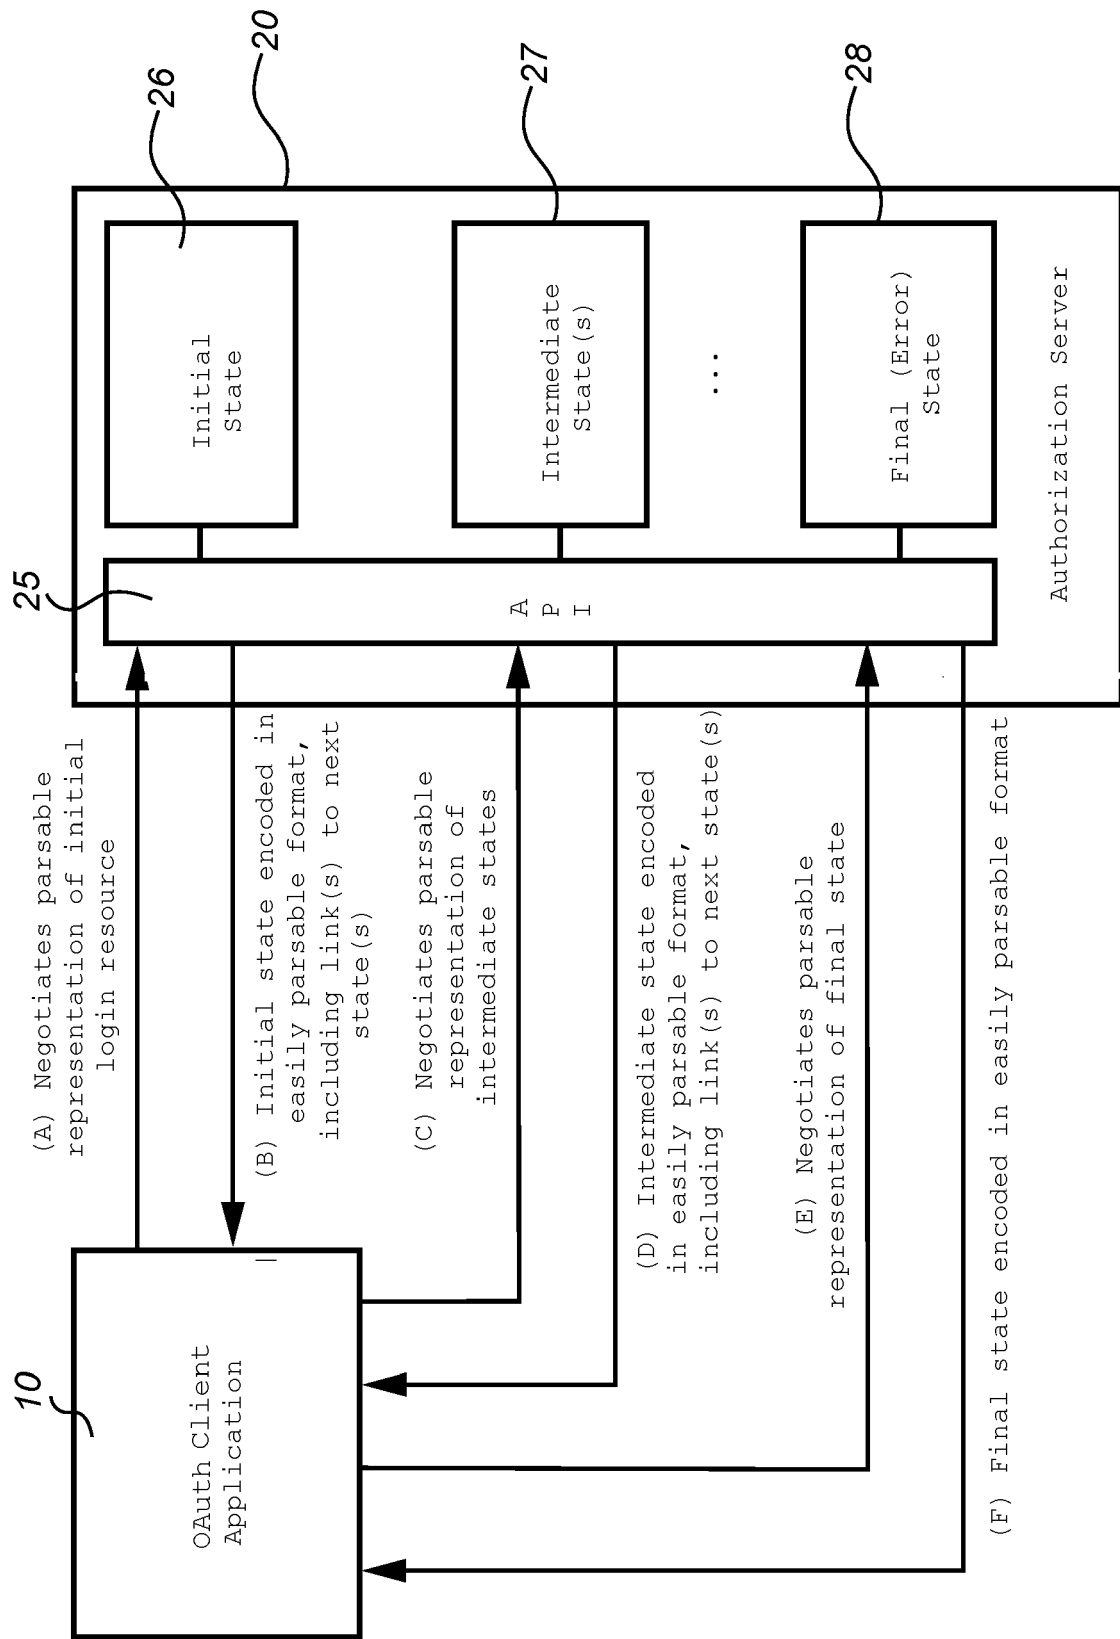 10
OAuth Client
Application
(A) Negotiates parsable
representation of initial
login resource
(B) Initial state encoded in
easily parsable format,
including link(s) to next
state(s)
(C) Negotiates parsable
representation of
intermediate states
(D) Intermediate state encoded
in easily parsable format,
including link(s) to next state(s)
(E) Negotiates parsable
representation of final state
(F) Final state encoded in easily parsable format
25
A
P
I
26
Initial
State
20
27
Intermediate
State(s)
...
28
Final (Error)
State
Authorization Server